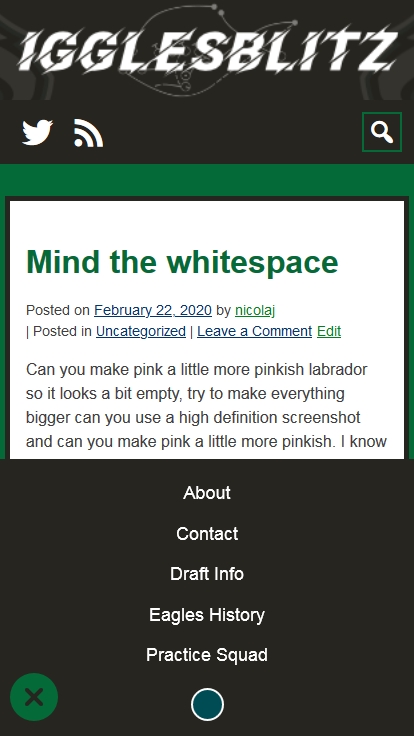 IGGLESBLITZ
Mind the whitespace
Posted on February 22, 2020 by nicolaj
| Posted in Uncategorized | Leave a Comment Edit
Can you make pink a little more pinkish labrador
so it looks a bit empty, try to make everything
bigger can you use a high definition screenshot
and can you make pink a little more pinkish. I know
About
Contact
Draft Info
Eagles History
Practice Squad